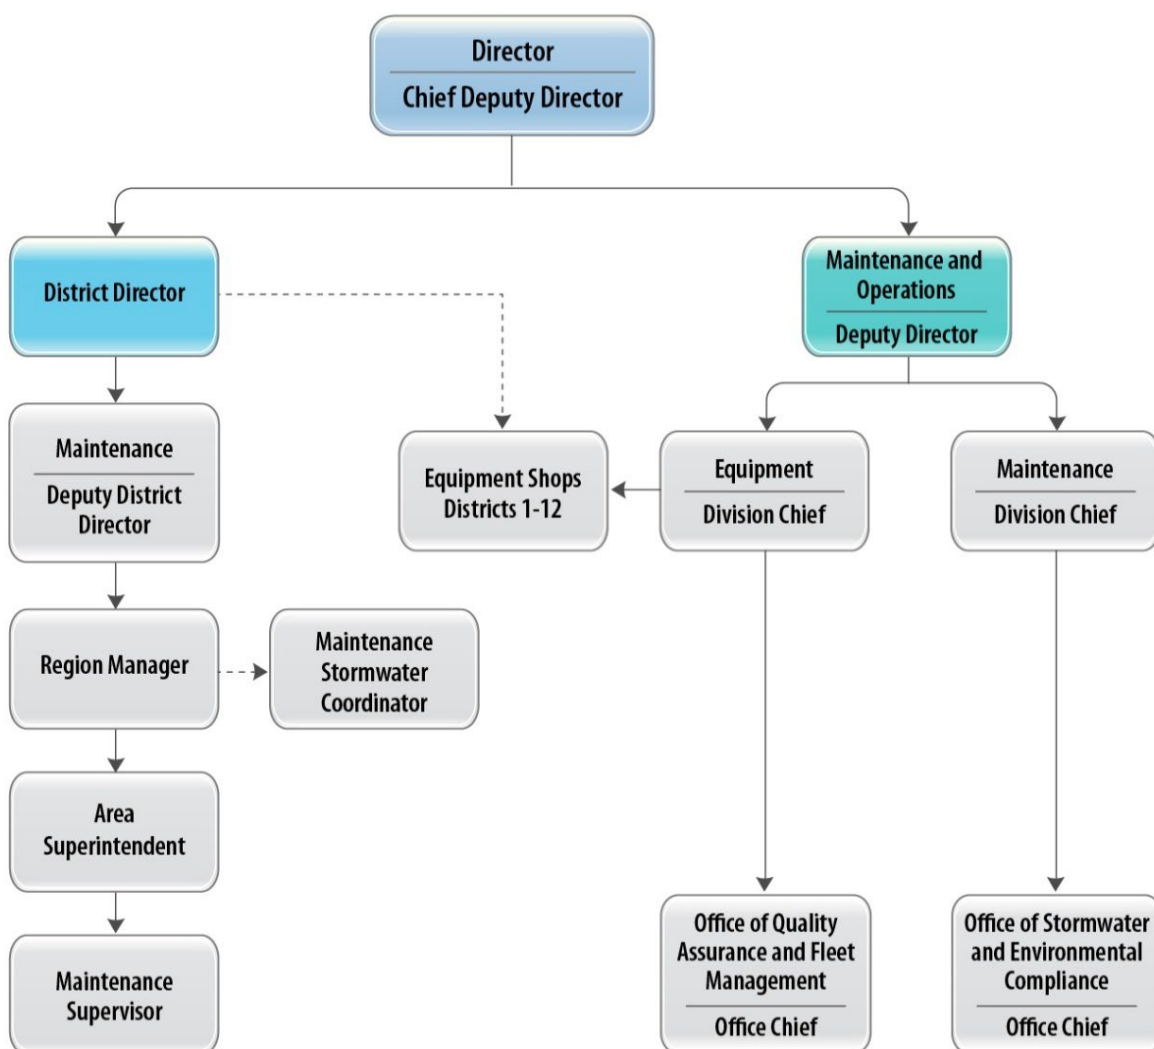 Director
Chief Deputy Director
District Director
Maintenance and
Operations
Deputy Director
Maintenance
Deputy District
Director
Equipment Shops
Districts 1-12
Equipment
Division Chief
Maintenance
Division Chief
Region Manager
Maintenance
Stormwater
Coordinator
Area
Superintendent
Maintenance
Supervisor
Office of Quality
Assurance and Fleet
Management
Office Chief
Office of Stormwater
and Environmental
Compliance
Office Chief